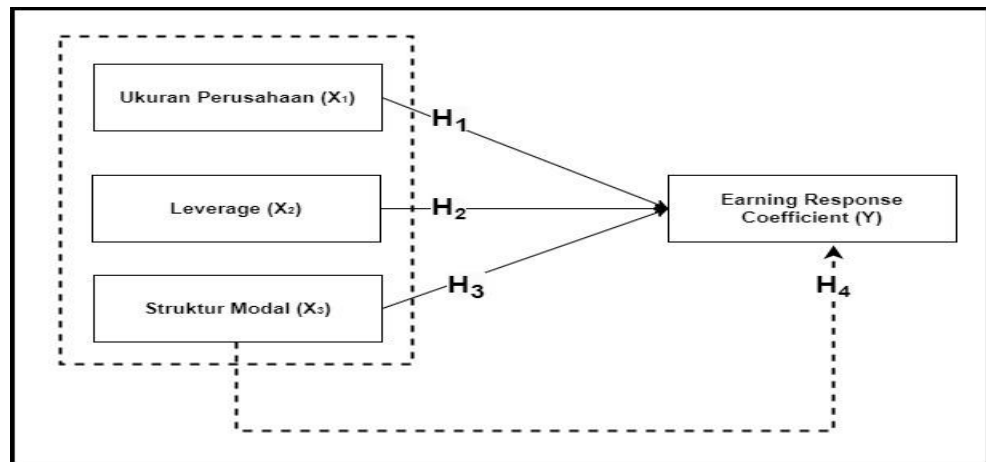 Ukuran Perusahaan (X₁)
H₁
Leverage (X₂)
H₂
Earning Response
Coefficient (Y)
Struktur Modal (X₃)
H₃
H₄